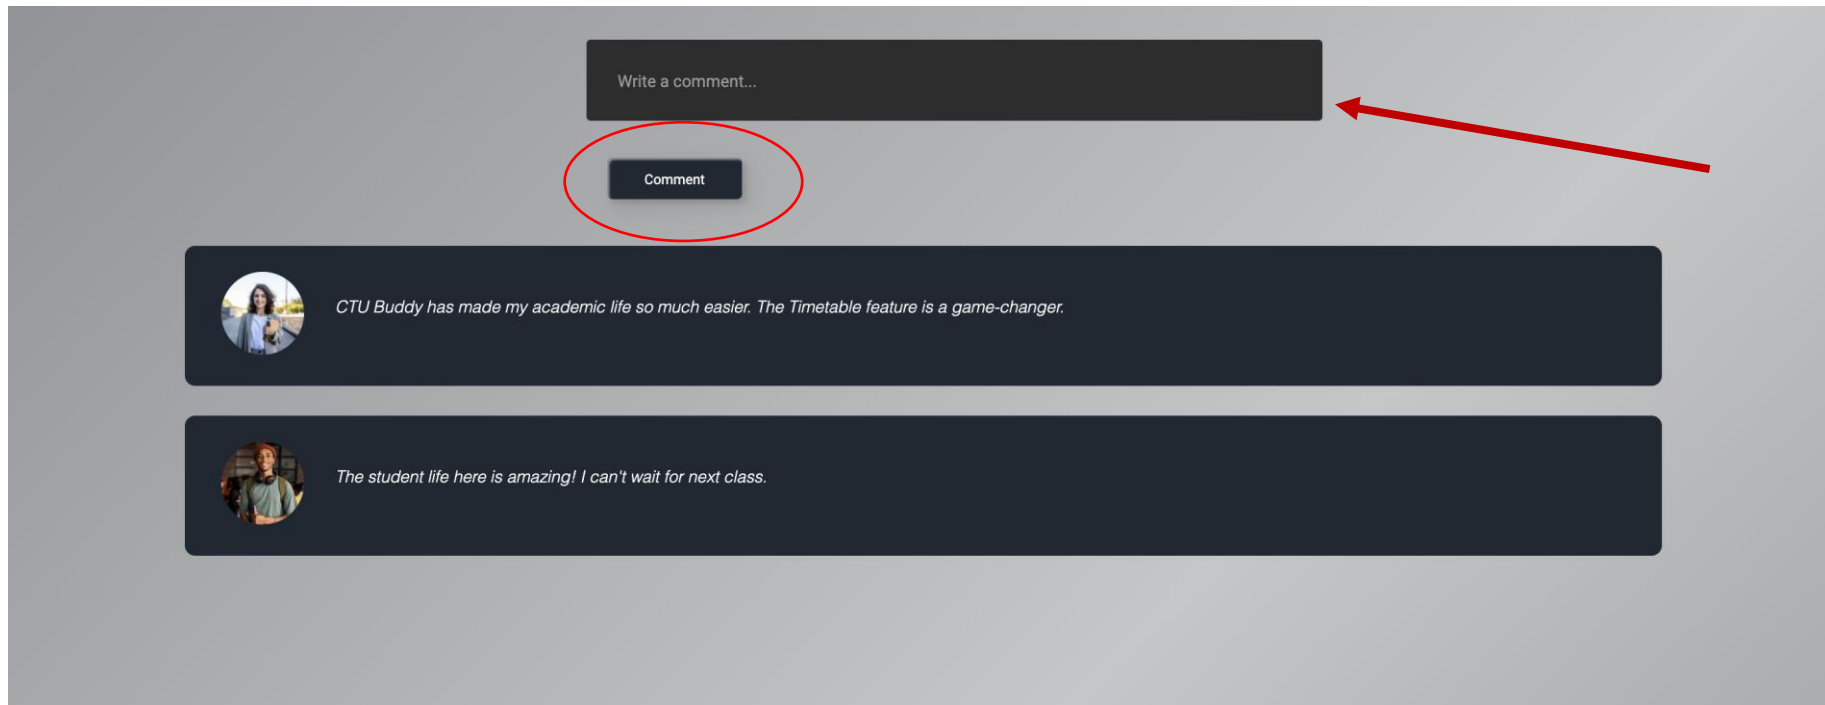 Write a comment...
Comment
CTU Buddy has made my academic life so much easier. The Timetable feature is a game-changer.
The student life here is amazing! I can't wait for next class.